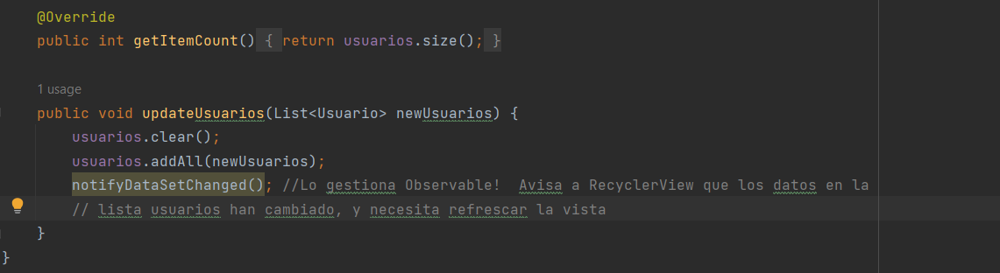 @Override
public int getItemCount() { return usuarios.size(); }
1 usage
public void updateUsuarios(List<Usuario> newUsuarios) {
usuarios.clear();
usuarios.addAll(newUsuarios);
notifyDataSetChanged(); //Lo gestiona Observable!  Avisa a RecyclerView que los datos en la
// lista usuarios han cambiado, y necesita refrescar la vista
}
}